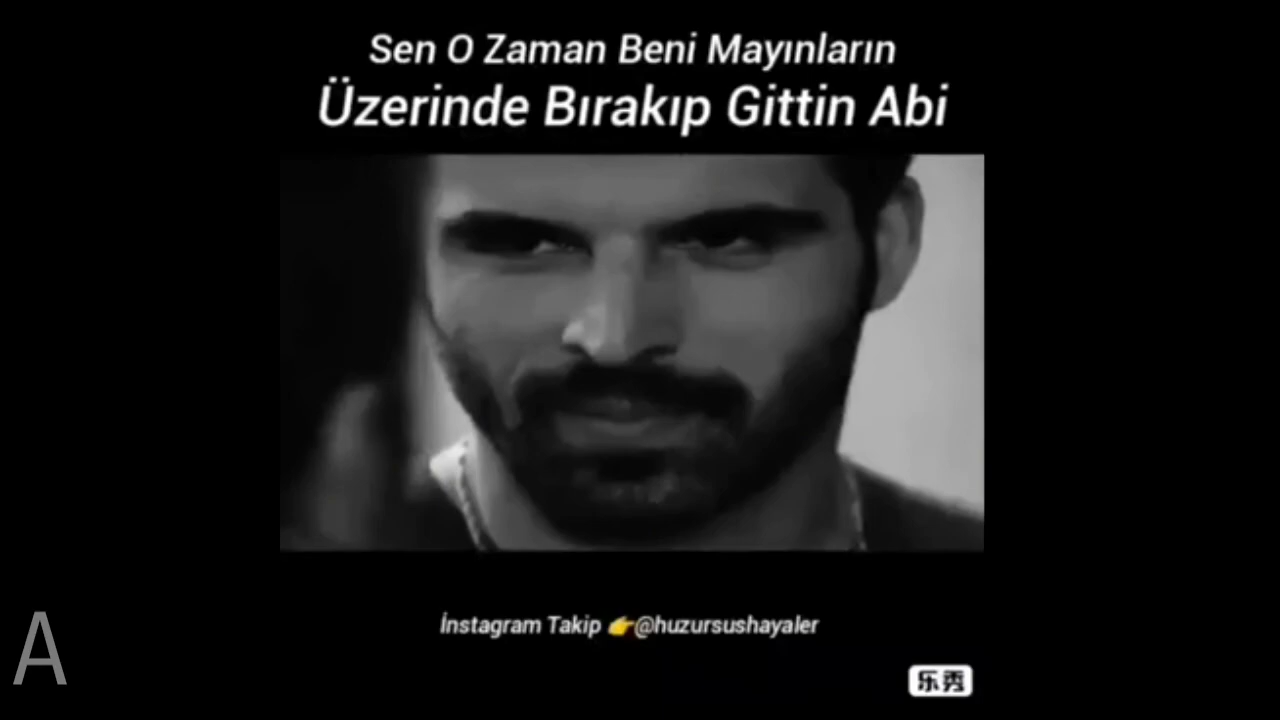 Sen O Zaman Beni Mayınların
Üzerinde Bırakıp Gittin Abi
İnstagram Takip 👉@huzursushayaler
A
乐秀